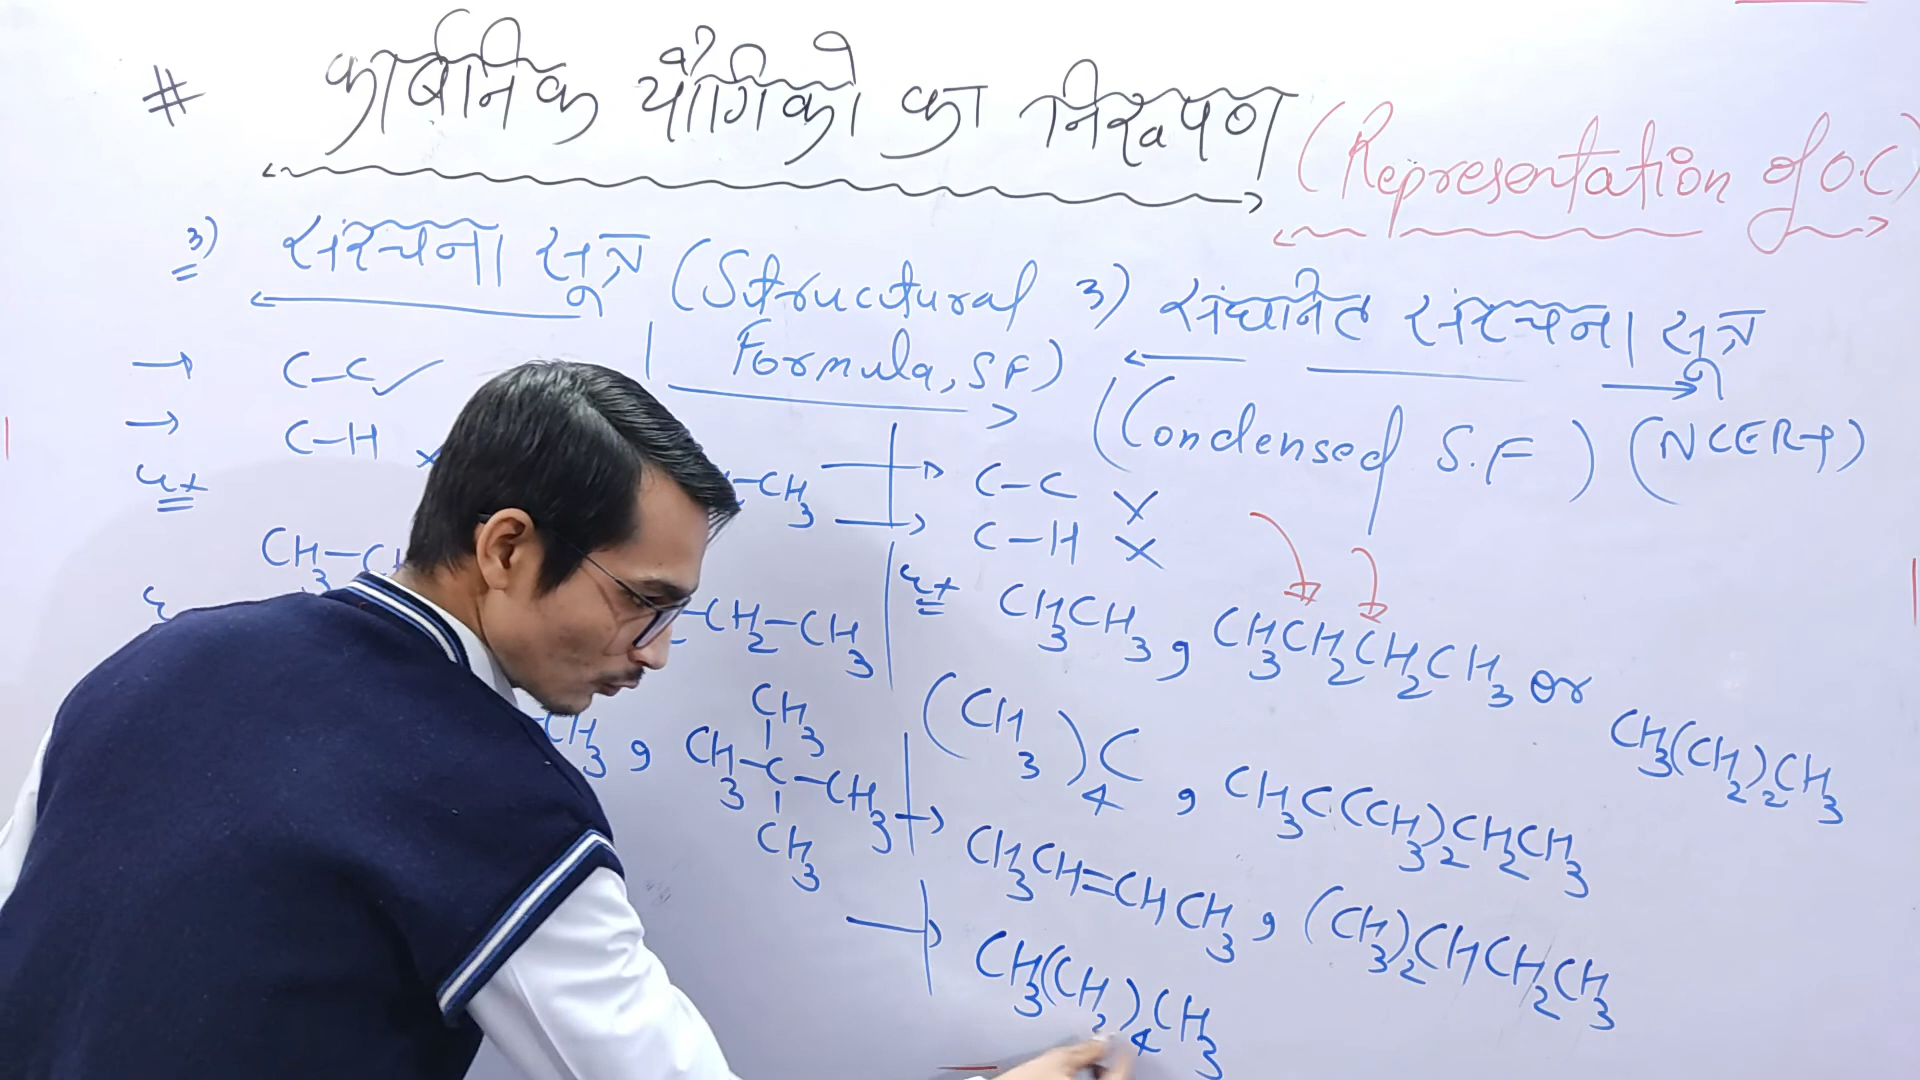 # कार्बनिक यौगिको का निरूपण (Representation of O.C)
3) संरचना सूत्र (Structural Formula, SF)
→ C-C ✓
→ C-H ×
Ex
CH₃-C
-CH₃
-CH₂-CH₃
CH₃ , CH₃-C-CH₃
CH₃
CH₃
3) संघनित संरचना सूत्र
(Condensed S.F) (NCERT)
→ C-C ×
→ C-H ×
Ex CH₃CH₃ , CH₃CH₂CH₂CH₃ or
CH₃(CH₂)₂CH₃
(CH₃)₄C , CH₃C(CH₃)₂CH₂CH₃
→ CH₃CH=CHCH₃ , (CH₃)₂CHCH₂CH₃
→ CH₃(CH₂)₄CH₃